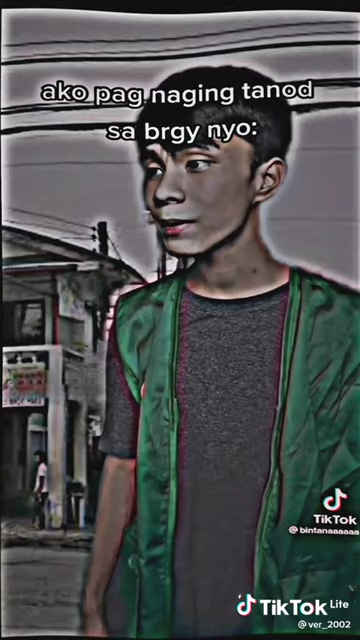 ako pag naging tanod
sa brgy nyo:
TikTok
@bintanaaaaaa
TikTok Lite
@ver_2002